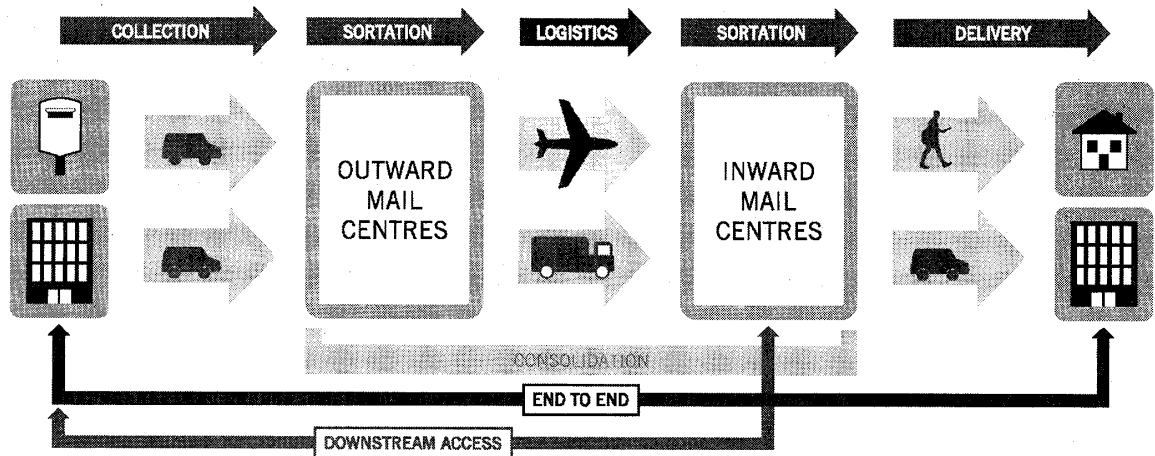 COLLECTION
SORTATION
LOGISTICS
SORTATION
DELIVERY
OUTWARD
MAIL
CENTRES
INWARD
MAIL
CENTRES
CONSOLIDATION
END TO END
DOWNSTREAM ACCESS